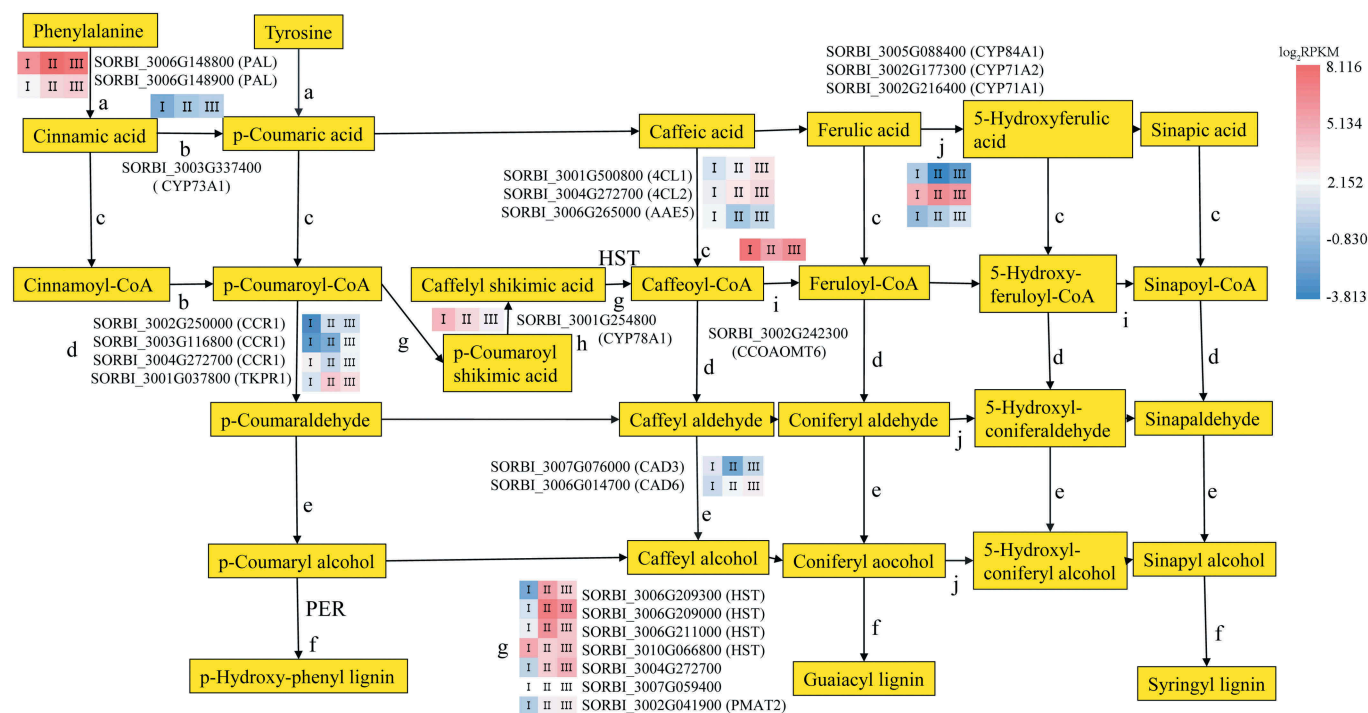 Phenylalanine
Tyrosine
I II III SORBI_3006G148800 (PAL)
I II III SORBI_3006G148900 (PAL)
a
a
I II III
SORBI_3005G088400 (CYP84A1)
SORBI_3002G177300 (CYP71A2)
SORBI_3002G216400 (CYP71A1)
log2RPKM
8.116
5.134
2.152
-0.830
-3.813
Cinnamic acid
b
p-Coumaric acid
Caffeic acid
Ferulic acid
j
5-Hydroxyferulic
acid
Sinapic acid
SORBI_3003G337400
( CYP73A1)
SORBI_3001G500800 (4CL1)
SORBI_3004G272700 (4CL2)
SORBI_3006G265000 (AAE5)
I II III
I II III
I II III
I II III
I II III
I II III
c
c
c
c
c
c
HST
I II III
Cinnamoyl-CoA
b
p-Coumaroyl-CoA
Caffelyl shikimic acid
g
Caffeoyl-CoA
i
Feruloyl-CoA
5-Hydroxy-
feruloyl-CoA
i
Sinapoyl-CoA
d
SORBI_3002G250000 (CCR1)
SORBI_3003G116800 (CCR1)
SORBI_3004G272700 (CCR1)
SORBI_3001G037800 (TKPR1)
I II III
I II III
I II III
I II III
g
I II III
h
SORBI_3001G254800
(CYP78A1)
p-Coumaroyl
shikimic acid
SORBI_3002G242300
(CCOAOMT6)
d
d
d
d
p-Coumaraldehyde
Caffeyl aldehyde
Coniferyl aldehyde
j
5-Hydroxyl-
coniferaldehyde
Sinapaldehyde
SORBI_3007G076000 (CAD3)
SORBI_3006G014700 (CAD6)
I II III
I II III
e
e
e
e
e
p-Coumaryl alcohol
Caffeyl alcohol
Coniferyl aocohol
j
5-Hydroxyl-
coniferyl alcohol
Sinapyl alcohol
PER
f
g
I II III SORBI_3006G209300 (HST)
I II III SORBI_3006G209000 (HST)
I II III SORBI_3006G211000 (HST)
I II III SORBI_3010G066800 (HST)
I II III SORBI_3004G272700
I II III SORBI_3007G059400
I II III SORBI_3002G041900 (PMAT2)
f
f
p-Hydroxy-phenyl lignin
Guaiacyl lignin
Syringyl lignin